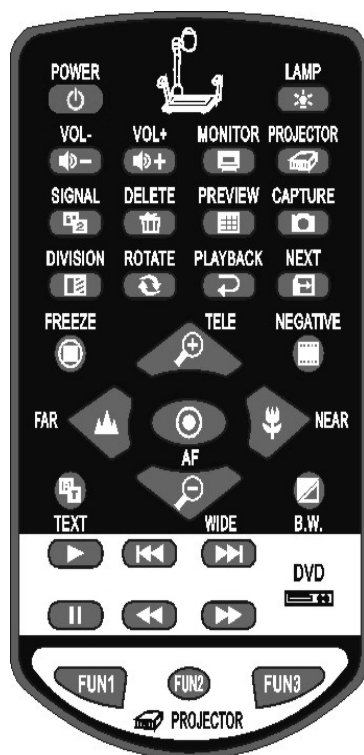 POWER LAMP
VOL- VOL+ MONITOR PROJECTOR
SIGNAL DELETE PREVIEW CAPTURE
DIVISION ROTATE PLAYBACK NEXT
FREEZE TELE NEGATIVE
FAR NEAR
AF
TEXT WIDE B.W.
DVD
FUN1 FUN2 FUN3
PROJECTOR